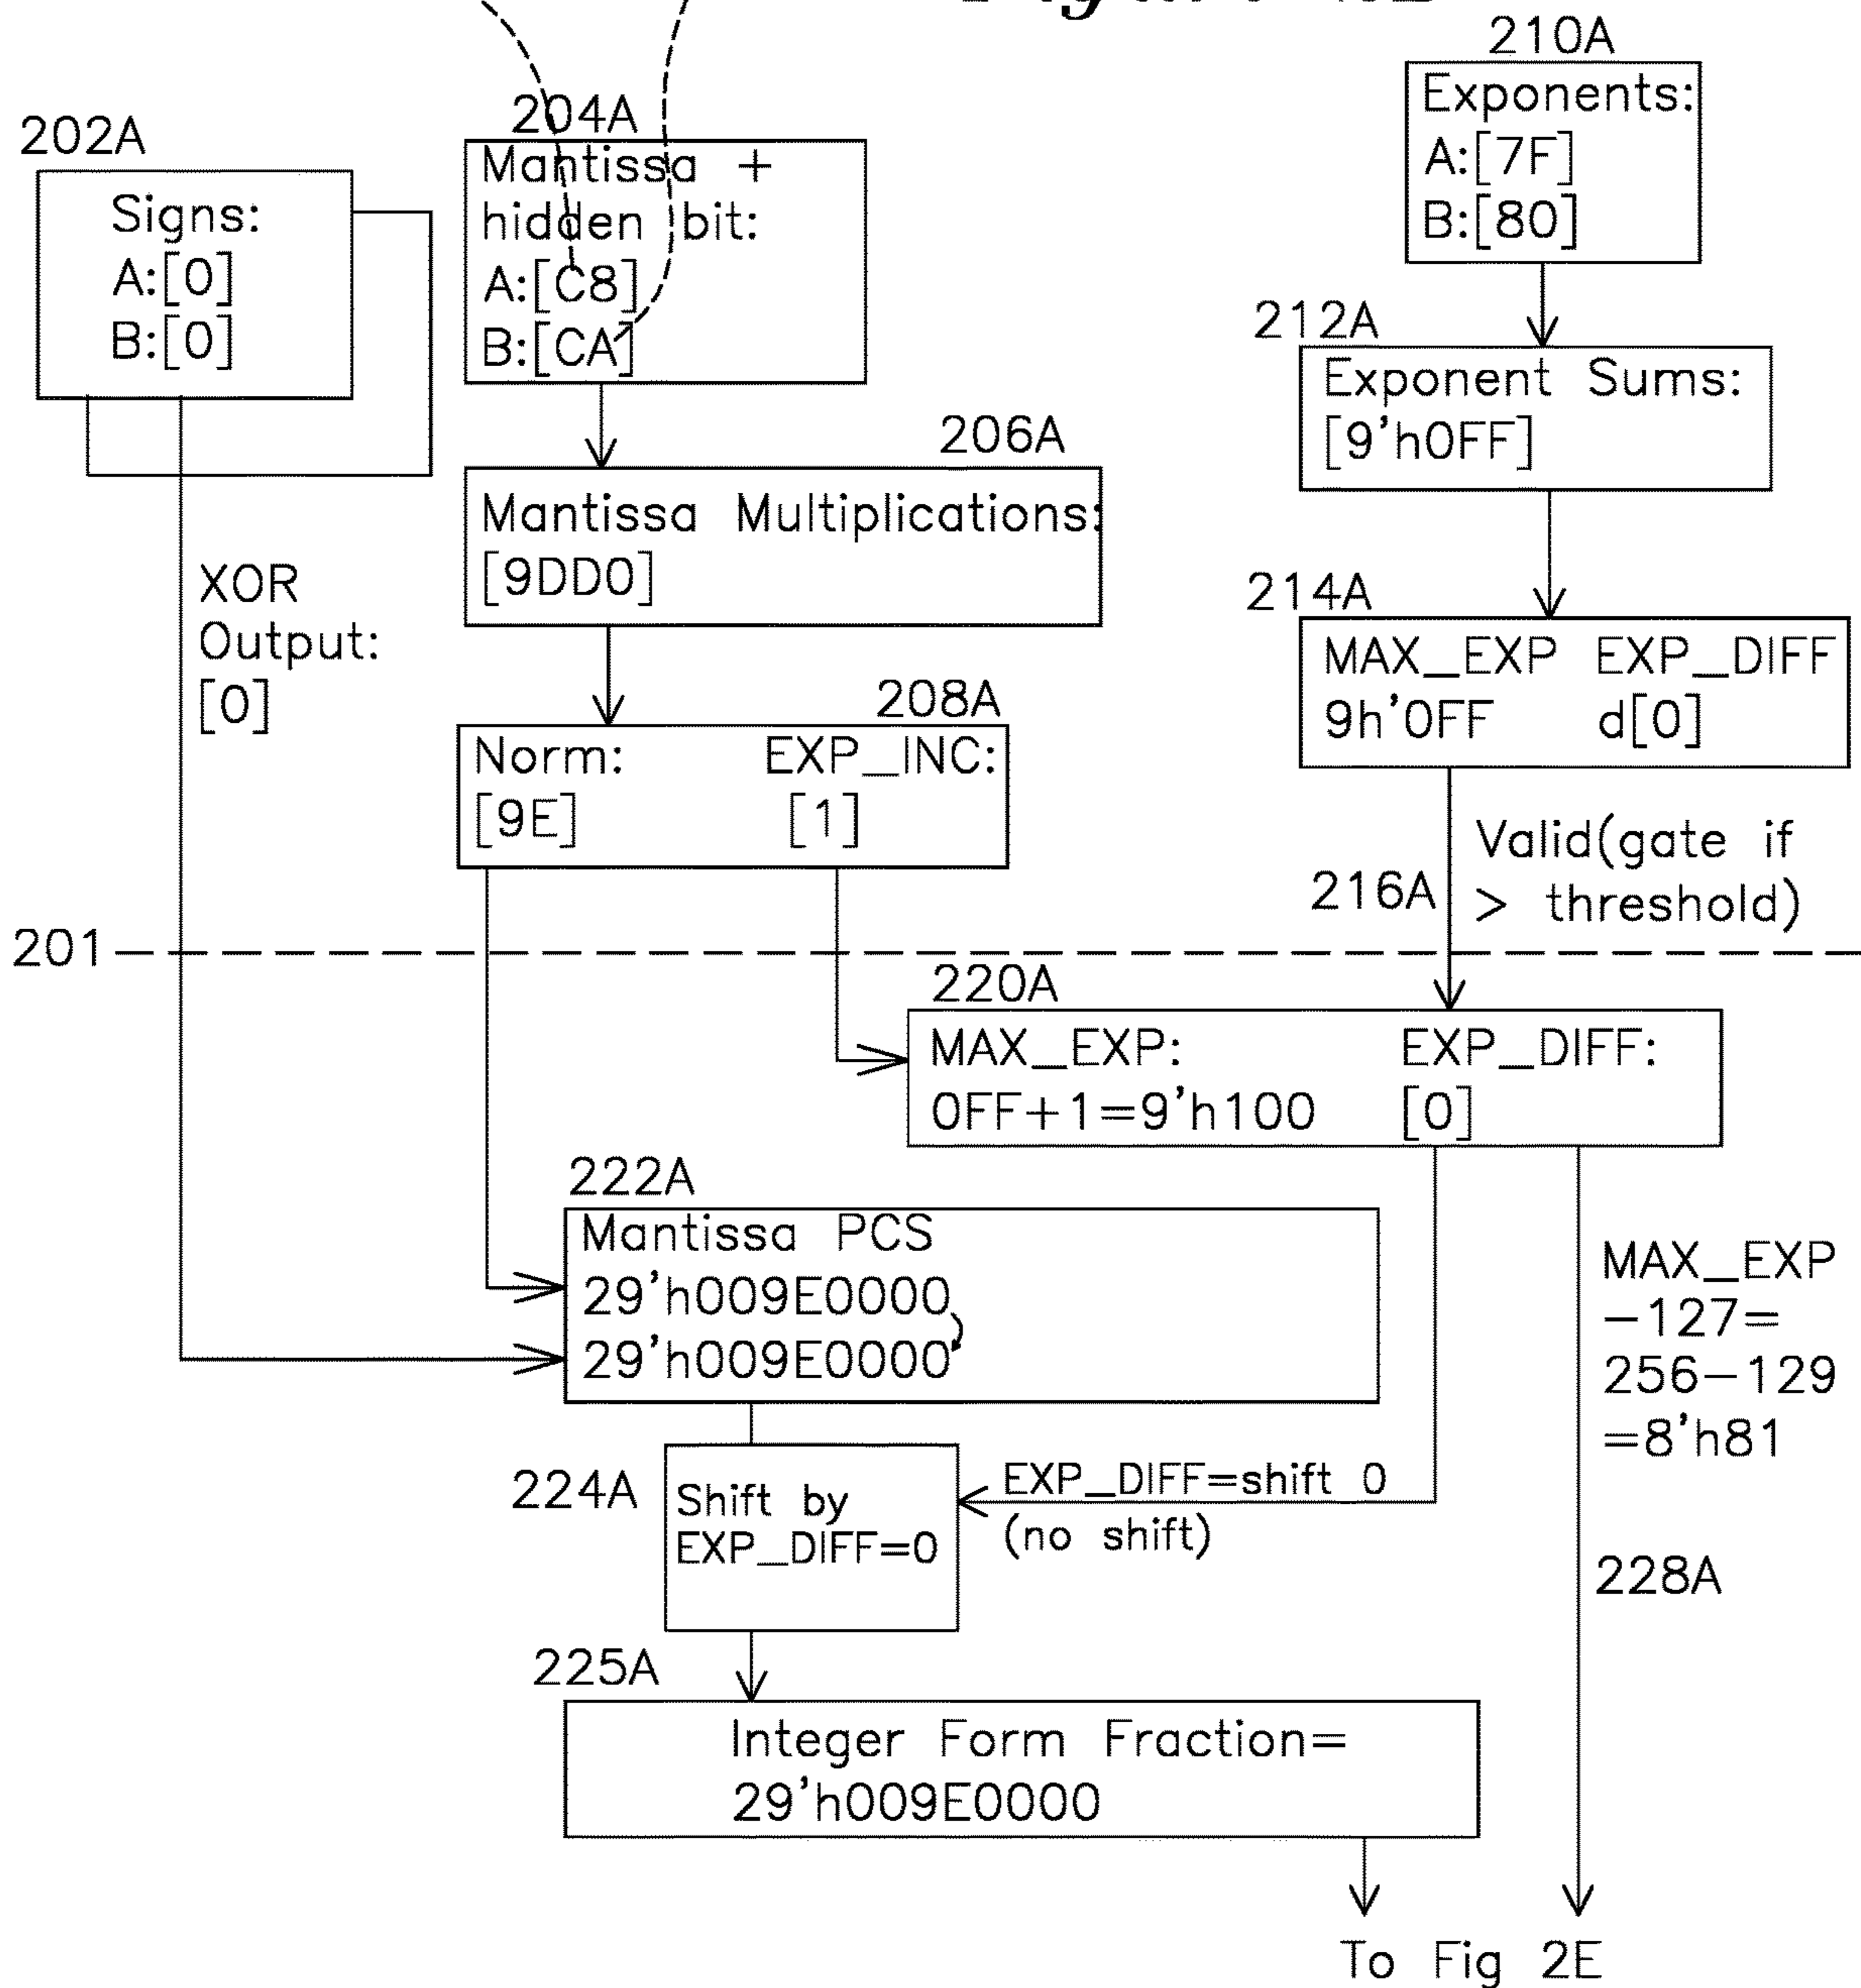 210A
Exponents:
A:[7F]
B:[80]
202A
Signs:
A:[0]
B:[0]
204A
Mantissa +
hidden bit:
A:[C8]
B:[CA]
212A
Exponent Sums:
[9'h0FF]
206A
Mantissa Multiplications:
[9DD0]
XOR
Output:
[0]
214A
MAX_EXP EXP_DIFF
9h'0FF d[0]
208A
Norm: EXP_INC:
[9E] [1]
216A
Valid(gate if
> threshold)
201
220A
MAX_EXP: EXP_DIFF:
0FF+1=9'h100 [0]
222A
Mantissa PCS
29'h009E0000
29'h009E0000
MAX_EXP
-127=
256-129
=8'h81
224A
Shift by
EXP_DIFF=0
EXP_DIFF=shift 0
(no shift)
228A
225A
Integer Form Fraction=
29'h009E0000
To Fig 2E